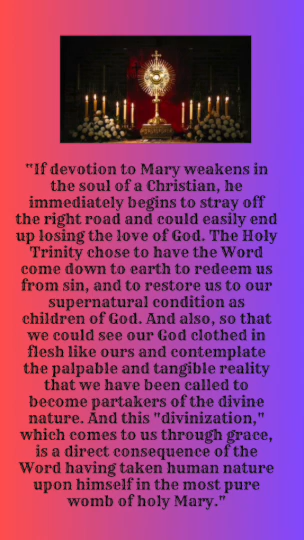 "If devotion to Mary weakens in
the soul of a Christian, he
immediately begins to stray off
the right road and could easily end
up losing the love of God. The Holy
Trinity chose to have the Word
come down to earth to redeem us
from sin, and to restore us to our
supernatural condition as
children of God. And also, so that
we could see our God clothed in
flesh like ours and contemplate
the palpable and tangible reality
that we have been called to
become partakers of the divine
nature. And this "divinization,"
which comes to us through grace,
is a direct consequence of the
Word having taken human nature
upon himself in the most pure
womb of holy Mary."